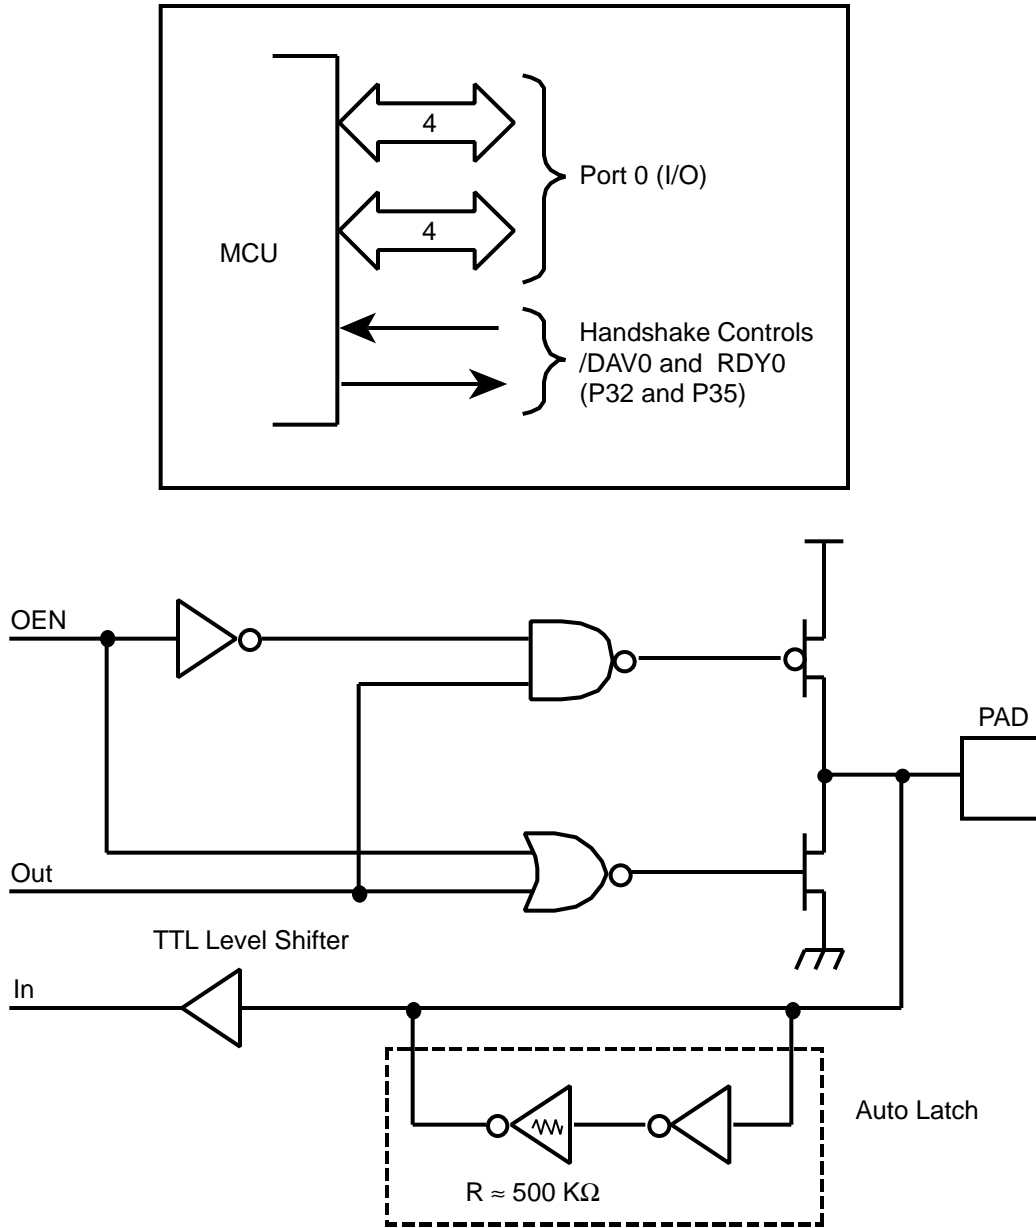 4
Port 0 (I/O)
4
MCU
Handshake Controls
/DAV0 and RDY0
(P32 and P35)
OEN
PAD
Out
TTL Level Shifter
In
Auto Latch
R ≈ 500 KΩ